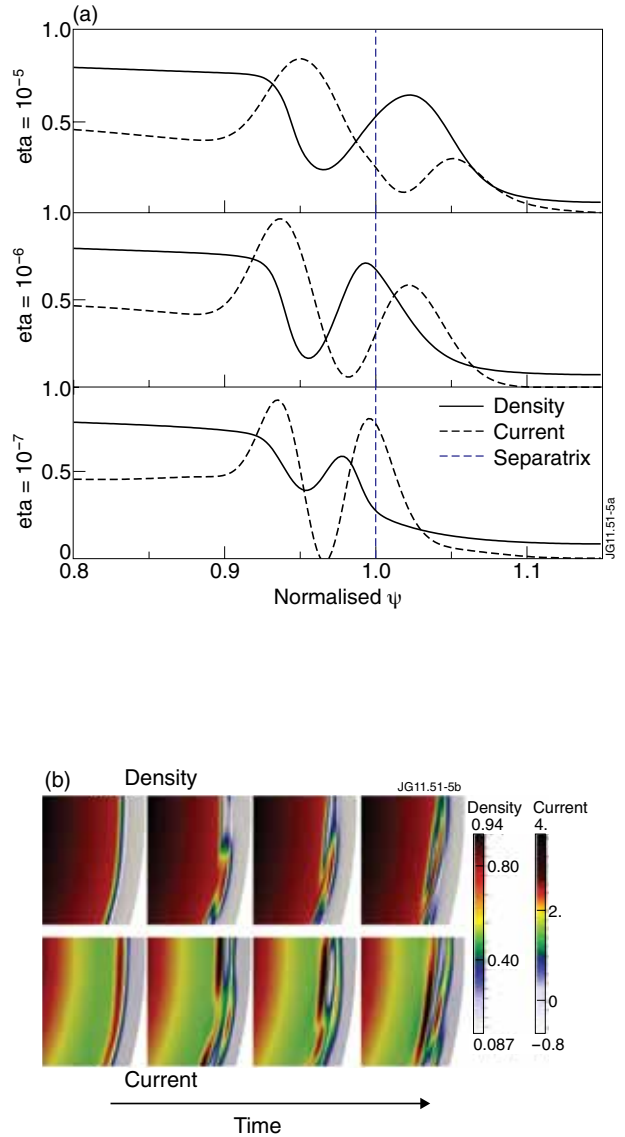 (a)
1.0
0.5
eta = 10⁻⁵
1.0
0.5
eta = 10⁻⁶
1.0
0.5
eta = 10⁻⁷
0
Density
Current
Separatrix
JG11.51-5a
0.8
0.9
1.0
1.1
Normalised ψ
(b)
Density
JG11.51-5b
Density
Current
0.94
4.
0.80
2.
0.40
0
0.087
−0.8
Current
Time